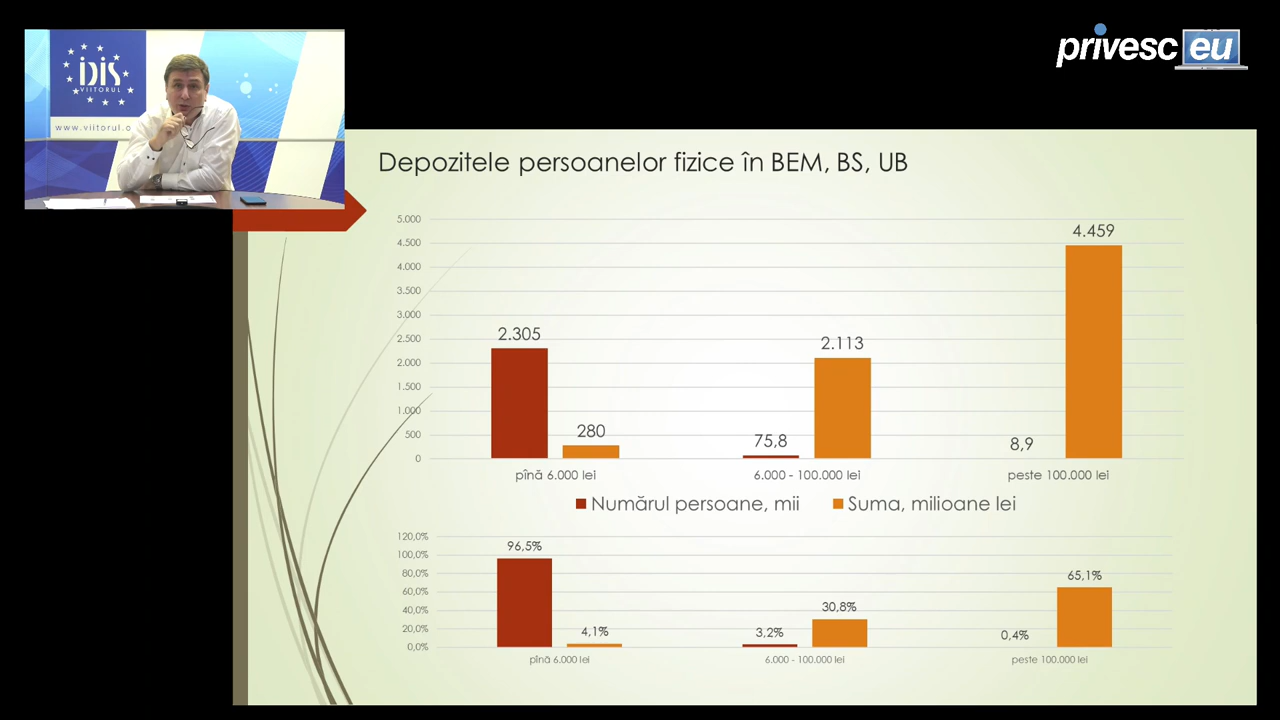 privesc eu
iDiS
VIITORUL
www.viitorul.o
Depozitele persoanelor fizice în BEM, BS, UB
5.000
4.500
4.000
3.500
3.000
2.500
2.000
1.500
1.000
500
0
2.305
280
75,8
2.113
8,9
4.459
pînă 6.000 lei
6.000 - 100.000 lei
peste 100.000 lei
Numărul persoane, mii
Suma, milioane lei
120,0%
100,0%
80,0%
60,0%
40,0%
20,0%
0,0%
96,5%
4,1%
3,2%
30,8%
0,4%
65,1%
pînă 6.000 lei
6.000 - 100.000 lei
peste 100.000 lei